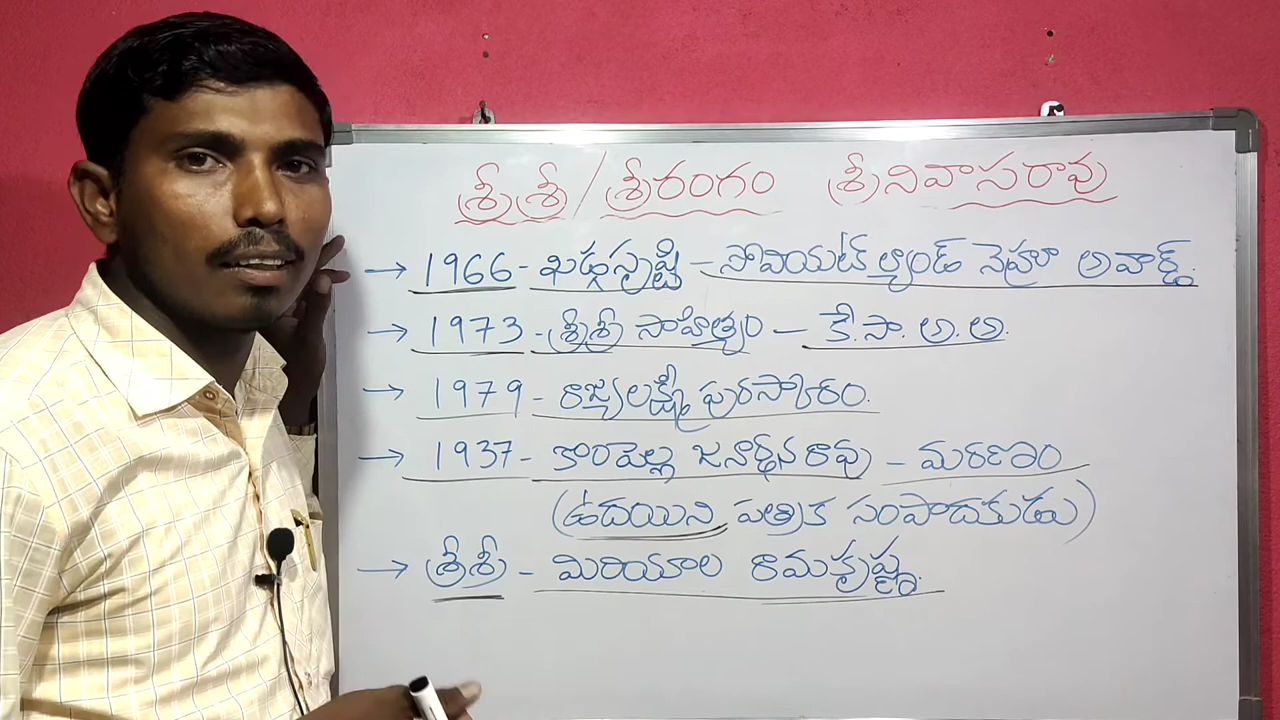 శ్రీశ్రీ / శ్రీరంగం శ్రీనివాసరావు
→ 1966 - ఖడ్గసృష్టి - సోవియట్ ల్యాండ్ నెహ్రూ అవార్డ్.
→ 1973 - శ్రీశ్రీ సాహిత్యం - కే. సా. అ. అ.
→ 1979 - రాజ్యలక్ష్మీ పురస్కారం.
→ 1937 - కొంపెల్ల జనార్ధనరావు - మరణం
(ఉదయిని పత్రిక సంపాదకుడు)
→ శ్రీశ్రీ - మిరియాల రామకృష్ణ.